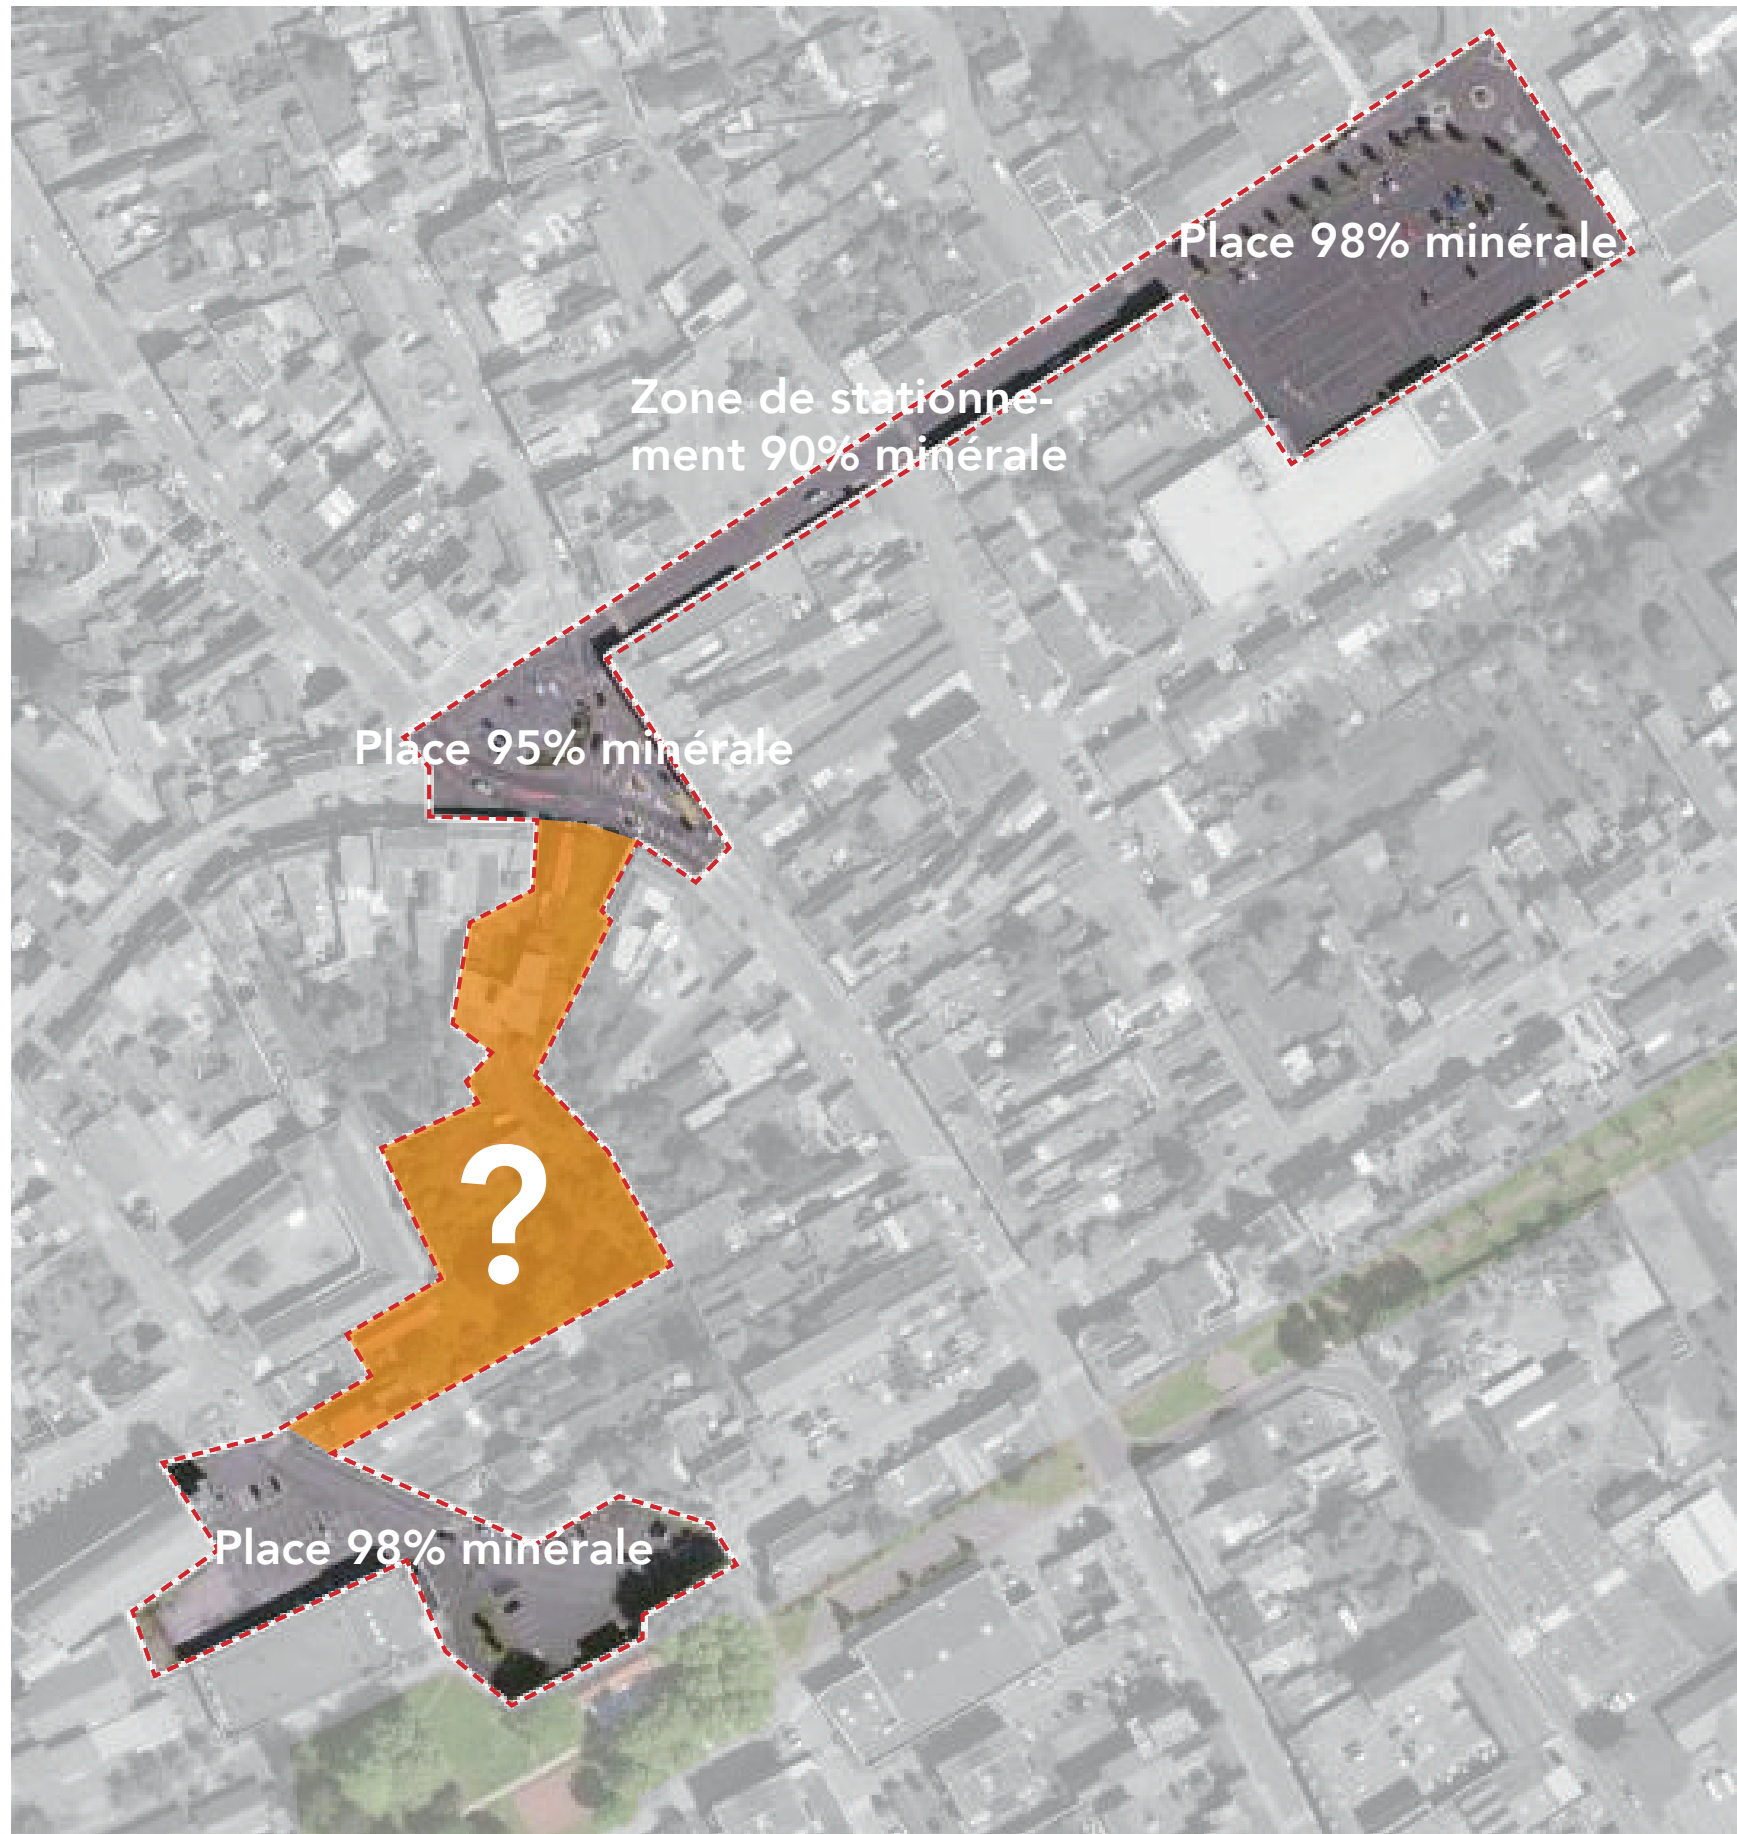 Place 98% minérale
Zone de stationne-
ment 90% minérale
Place 95% minérale
?
Place 98% minérale